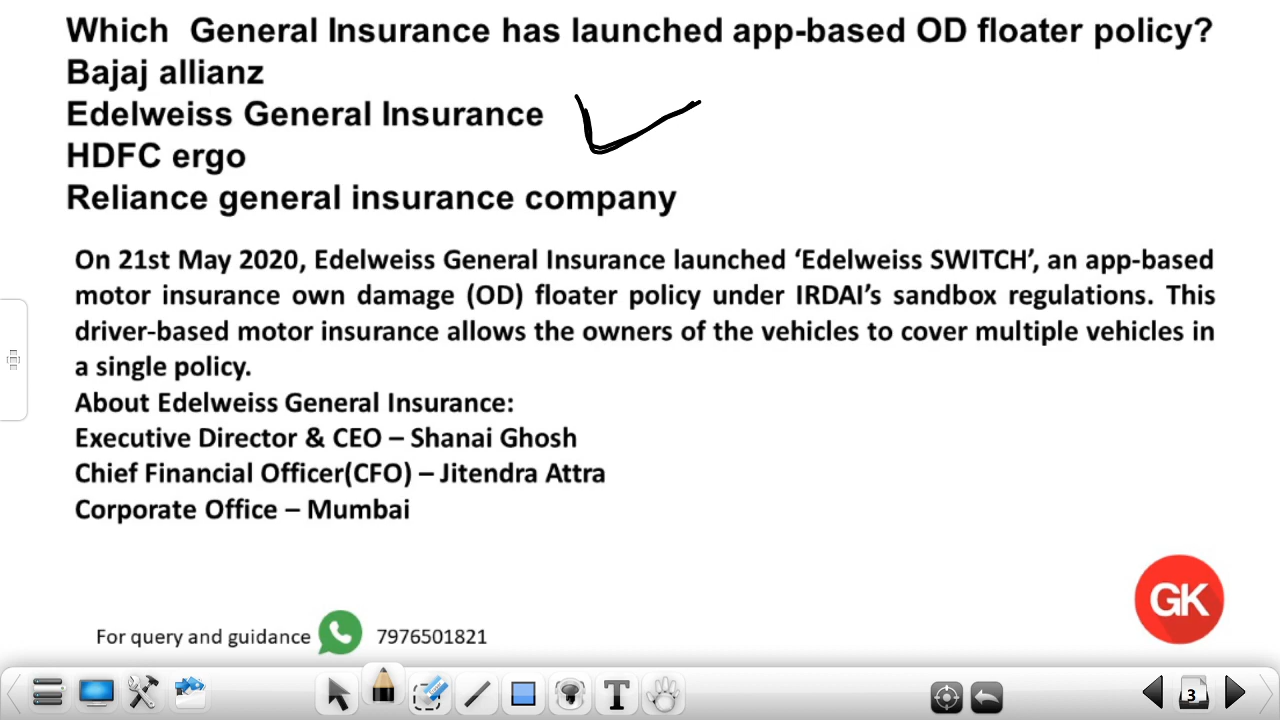 Which General Insurance has launched app-based OD floater policy?
Bajaj allianz
Edelweiss General Insurance
HDFC ergo
Reliance general insurance company
On 21st May 2020, Edelweiss General Insurance launched ‘Edelweiss SWITCH’, an app-based
motor insurance own damage (OD) floater policy under IRDAI’s sandbox regulations. This
driver-based motor insurance allows the owners of the vehicles to cover multiple vehicles in
a single policy.
About Edelweiss General Insurance:
Executive Director & CEO – Shanai Ghosh
Chief Financial Officer(CFO) – Jitendra Attra
Corporate Office – Mumbai
GK
For query and guidance 7976501821
T
3